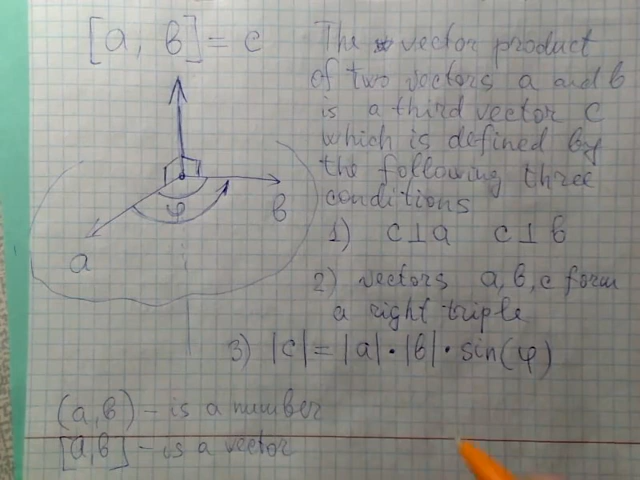 [a, b] = c
The vector product
of two vectors a and b
is a third vector c
which is defined by
the following three
conditions
1) c⊥a c⊥b
2) vectors a, b, c form
a right triple
3) |c|=|a|·|b|·sin(φ)
a
b
φ
(a,b) - is a number
[a,b] - is a vector